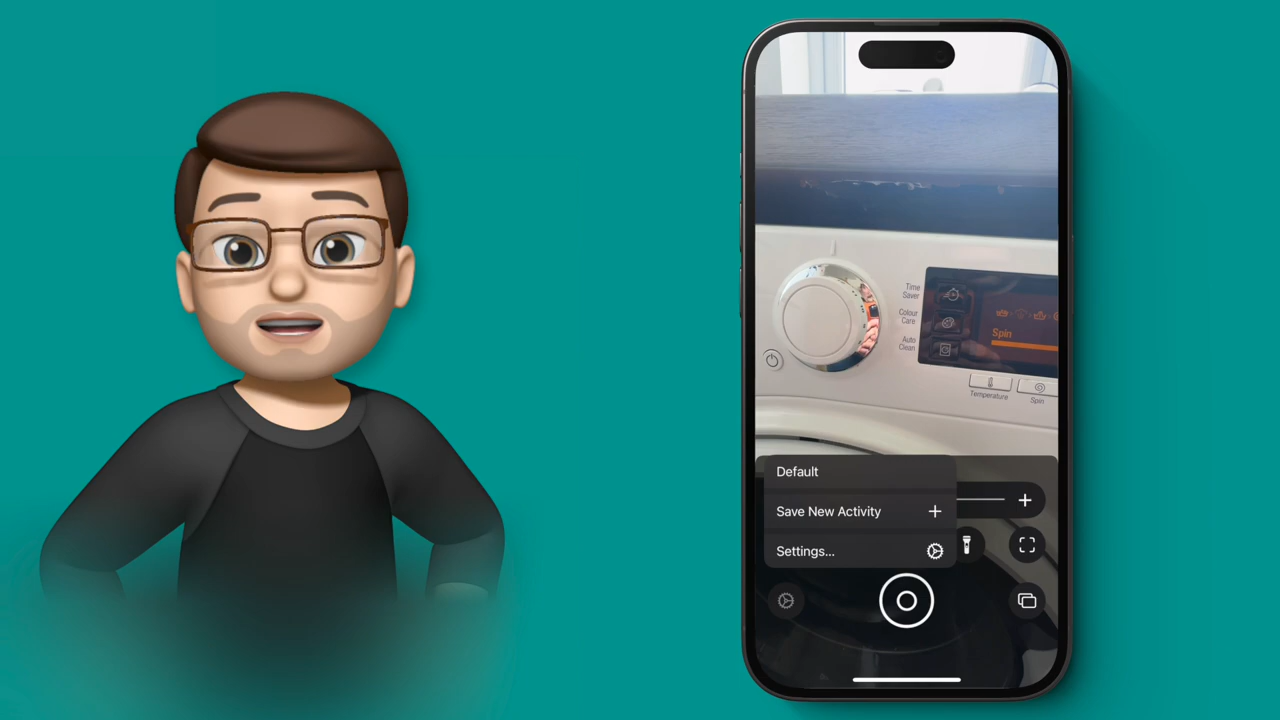 Time
Saver
Colour
Care
Auto
Clean
Spin
Temperature
Spin
Default
Save New Activity
Settings...